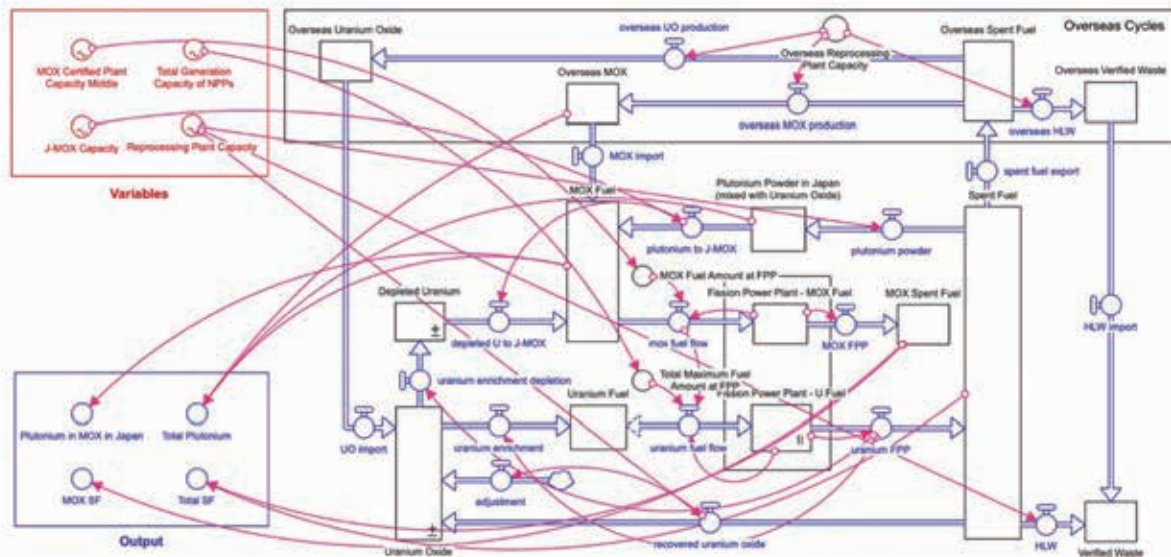 Overseas Cycles
Overseas Uranium Oxide
overseas UO production
Overseas Spent Fuel
MOX Certified Plant
Capacity Middle
Total Generation
Capacity of NPPs
Overseas Reprocessing
Plant Capacity
Overseas MOX
Overseas Verified Waste
overseas MOX production
overseas HLW
J-MOX Capacity
Reprocessing Plant Capacity
Variables
MOX import
spent fuel export
MOX Fuel
Plutonium Powder in Japan
(mixed with Uranium Oxide)
Spent Fuel
plutonium to J-MOX
plutonium powder
MOX Fuel Amount at FPP
Depleted Uranium
Fission Power Plant - MOX Fuel
MOX Spent Fuel
depleted U to J-MOX
mox fuel flow
MOX FPP
HLW import
uranium enrichment depletion
Total Maximum Fuel
Amount at FPP
Uranium Fuel
Fission Power Plant - U Fuel
Plutonium in MOX in Japan
Total Plutonium
UO import
uranium enrichment
uranium fuel flow
uranium FPP
MOX SF
Total SF
adjustment
Output
Uranium Oxide
recovered uranium oxide
HLW
Verified Waste